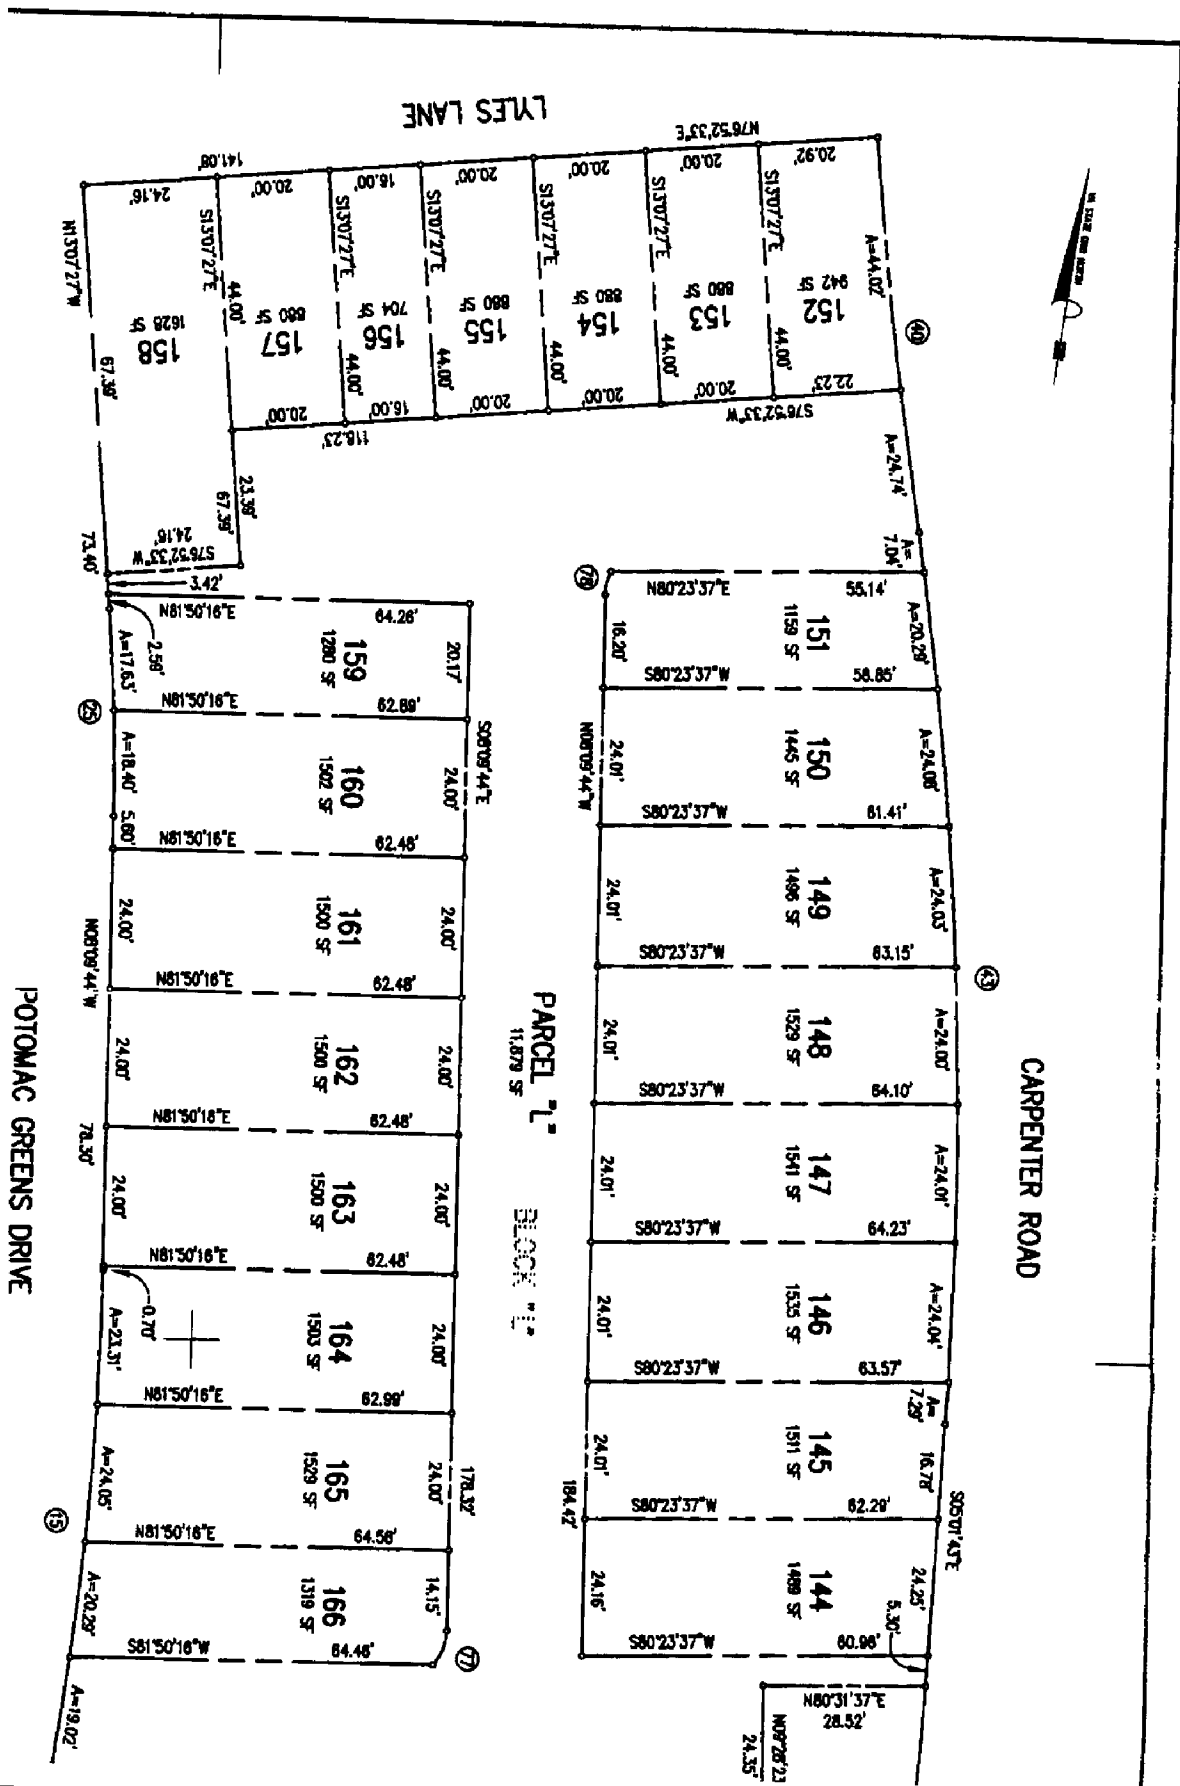 LYLES LANE
N76°52'33"E
141.08'
24.16'
20.00'
16.00'
20.00'
20.00'
20.00'
20.92'
N13°07'27"W
67.39'
S13°07'27"E
44.00'
S13°07'27"E
44.00'
S13°07'27"E
44.00'
S13°07'27"E
44.00'
S13°07'27"E
44.00'
S13°07'27"E
44.00'
A=44.02'
158
1628 SF
157
880 SF
156
704 SF
155
880 SF
154
880 SF
153
880 SF
152
942 SF
40
20.00'
16.00'
20.00'
20.00'
20.00'
22.23'
118.23'
S76°52'33"W
23.39'
67.39'
24.16'
S76°52'33"W
73.40'
3.42'
2.58'
A=24.74'
A=
7.04'
78
N80°23'37"E
55.14'
151
1159 SF
16.20'
A=20.29'
S80°23'37"W
58.85'
150
1445 SF
24.01'
A=24.08'
N08°09'44"W
S80°23'37"W
61.41'
149
1496 SF
24.01'
A=24.03'
S80°23'37"W
63.15'
43
148
1529 SF
24.01'
A=24.00'
S80°23'37"W
64.10'
147
1541 SF
24.01'
A=24.01'
S80°23'37"W
64.23'
146
1535 SF
24.01'
A=24.04'
S80°23'37"W
63.57'
145
1511 SF
24.01'
A=
7.29'
16.78'
S80°23'37"W
62.29'
184.42'
S05°01'43"E
144
1489 SF
24.16'
24.25'
5.30'
S80°23'37"W
60.96'
N80°31'37"E
28.52'
N09°28'23
24.35'
CARPENTER ROAD
PARCEL "L"
11,879 SF
BLOCK
N81°50'16"E
64.26'
159
1280 SF
A=17.63'
20.17'
N81°50'16"E
62.89'
25
S08°09'44"E
160
1502 SF
A=18.40'
5.60'
24.00'
N81°50'16"E
62.48'
161
1500 SF
24.00'
24.00'
N08°09'44"W
N81°50'16"E
62.48'
162
1500 SF
24.00'
24.00'
N81°50'16"E
62.48'
78.30'
163
1500 SF
24.00'
24.00'
N81°50'16"E
62.48'
0.70'
164
1503 SF
A=23.31'
24.00'
N81°50'16"E
62.99'
165
1529 SF
A=24.05'
24.00'
178.32'
15
N81°50'16"E
64.56'
166
1319 SF
A=20.29'
14.15'
77
S81°50'16"W
64.46'
A=19.02'
POTOMAC GREENS DRIVE